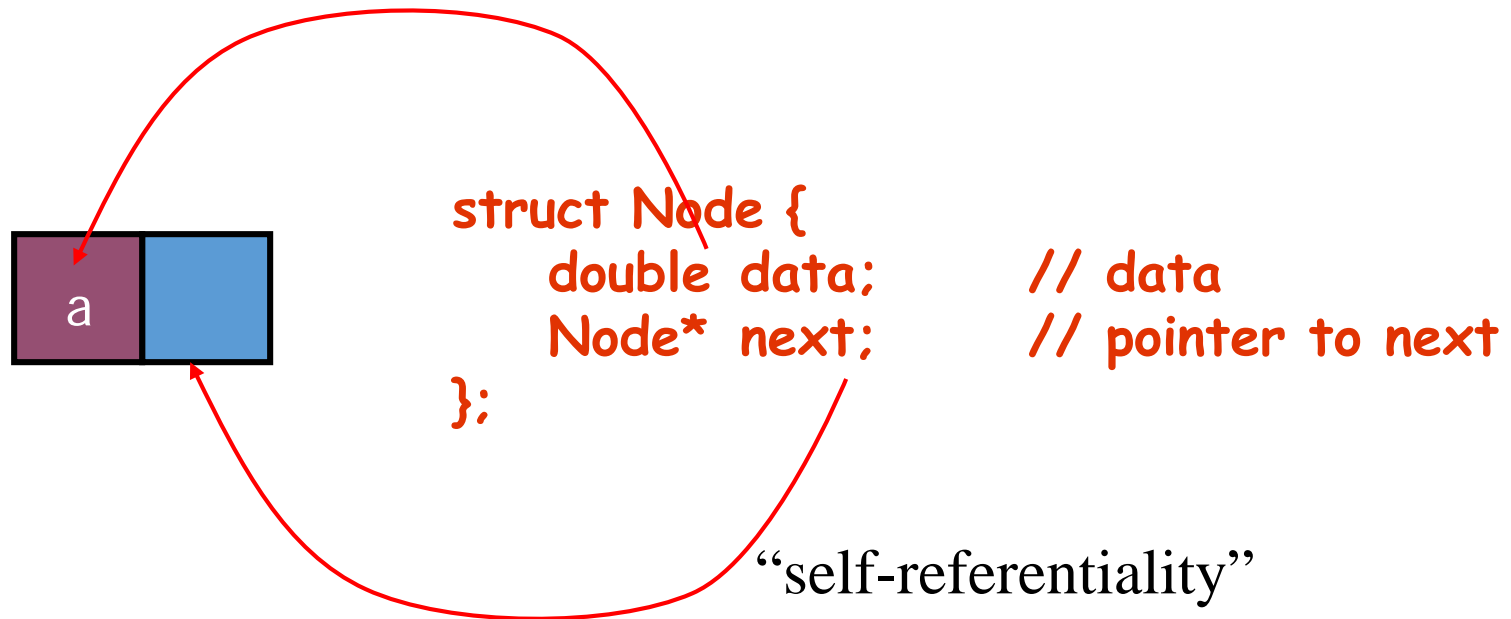 struct Node {
double data; // data
a
Node* next; // pointer to next
};
“self-referentiality”